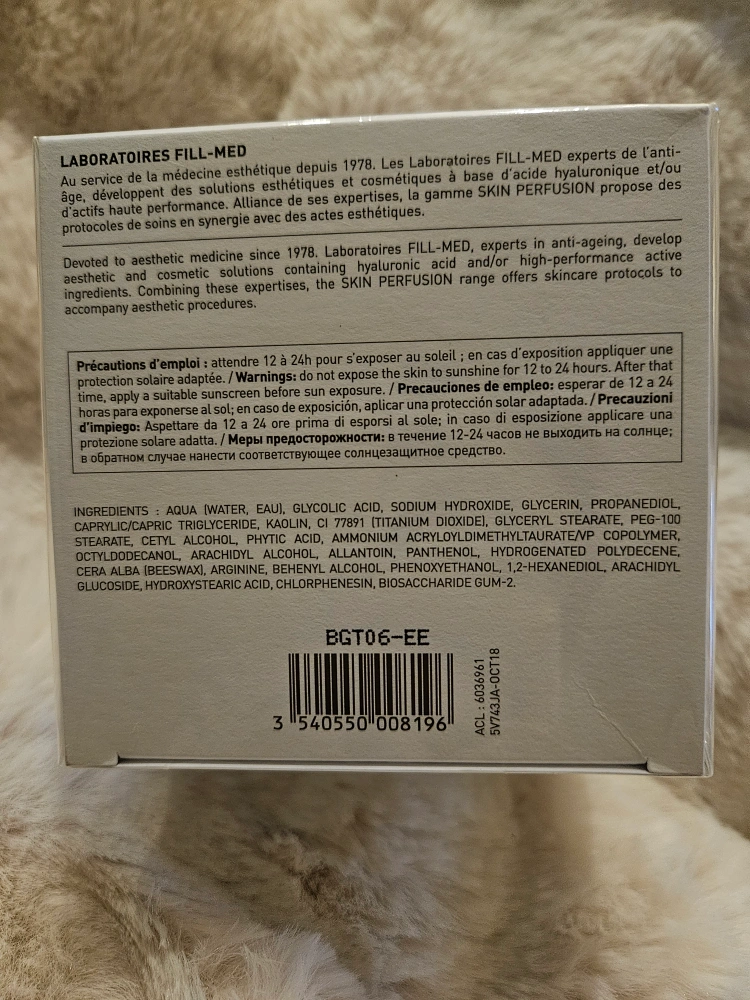 LABORATOIRES FILL-MED
Au service de la médecine esthétique depuis 1978. Les Laboratoires FILL-MED experts de l'anti-
âge, développent des solutions esthétiques et cosmétiques à base d'acide hyaluronique et/ou
d'actifs haute performance. Alliance de ses expertises, la gamme SKIN PERFUSION propose des
protocoles de soins en synergie avec des actes esthétiques.
Devoted to aesthetic medicine since 1978. Laboratoires FILL-MED, experts in anti-ageing, develop
aesthetic and cosmetic solutions containing hyaluronic acid and/or high-performance active
ingredients. Combining these expertises, the SKIN PERFUSION range offers skincare protocols to
accompany aesthetic procedures.
Précautions d'emploi : attendre 12 à 24h pour s'exposer au soleil ; en cas d'exposition appliquer une
protection solaire adaptée. / Warnings: do not expose the skin to sunshine for 12 to 24 hours. After that
time, apply a suitable sunscreen before sun exposure. / Precauciones de empleo: esperar de 12 a 24
horas para exponerse al sol; en caso de exposición, aplicar una protección solar adaptada. / Precauzioni
d'impiego: Aspettare da 12 a 24 ore prima di esporsi al sole; in caso di esposizione applicare una
protezione solare adatta. / Меры предосторожности: в течение 12-24 часов не выходить на солнце;
в обратном случае нанести соответствующее солнцезащитное средство.
INGREDIENTS : AQUA (WATER, EAU), GLYCOLIC ACID, SODIUM HYDROXIDE, GLYCERIN, PROPANEDIOL,
CAPRYLIC/CAPRIC TRIGLYCERIDE, KAOLIN, CI 77891 (TITANIUM DIOXIDE), GLYCERYL STEARATE, PEG-100
STEARATE, CETYL ALCOHOL, PHYTIC ACID, AMMONIUM ACRYLOYLDIMETHYLTAURATE/VP COPOLYMER,
OCTYLDODECANOL, ARACHIDYL ALCOHOL, ALLANTOIN, PANTHENOL, HYDROGENATED POLYDECENE,
CERA ALBA (BEESWAX), ARGININE, BEHENYL ALCOHOL, PHENOXYETHANOL, 1,2-HEXANEDIOL, ARACHIDYL
GLUCOSIDE, HYDROXYSTEARIC ACID, CHLORPHENESIN, BIOSACCHARIDE GUM-2.
BGT06-EE
3 540550 008196
ACL : 6036961
5V743JA-OCT18